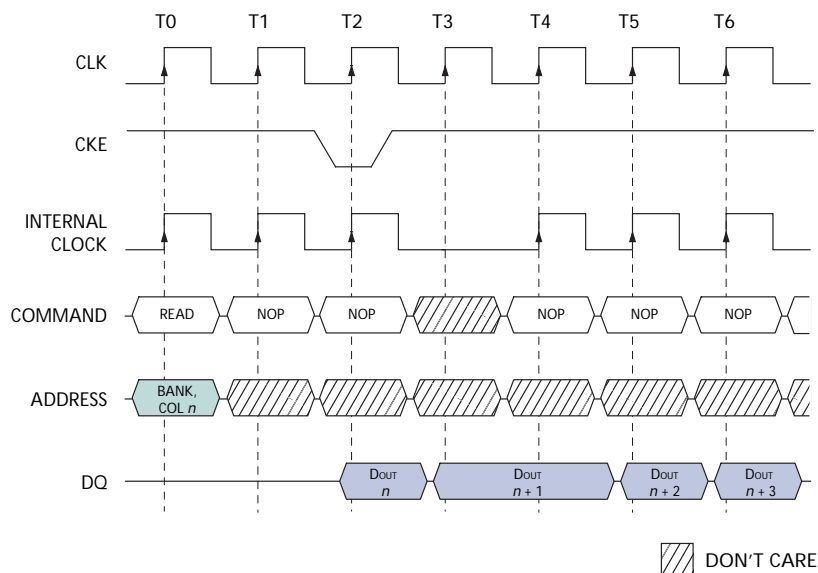 T0 T1 T2 T3 T4 T5 T6
CLK
CKE
INTERNAL
CLOCK
COMMAND READ NOP NOP NOP NOP NOP
ADDRESS BANK,
COL n
DQ DOUT
n DOUT
n + 1 DOUT
n + 2 DOUT
n + 3
DON'T CARE